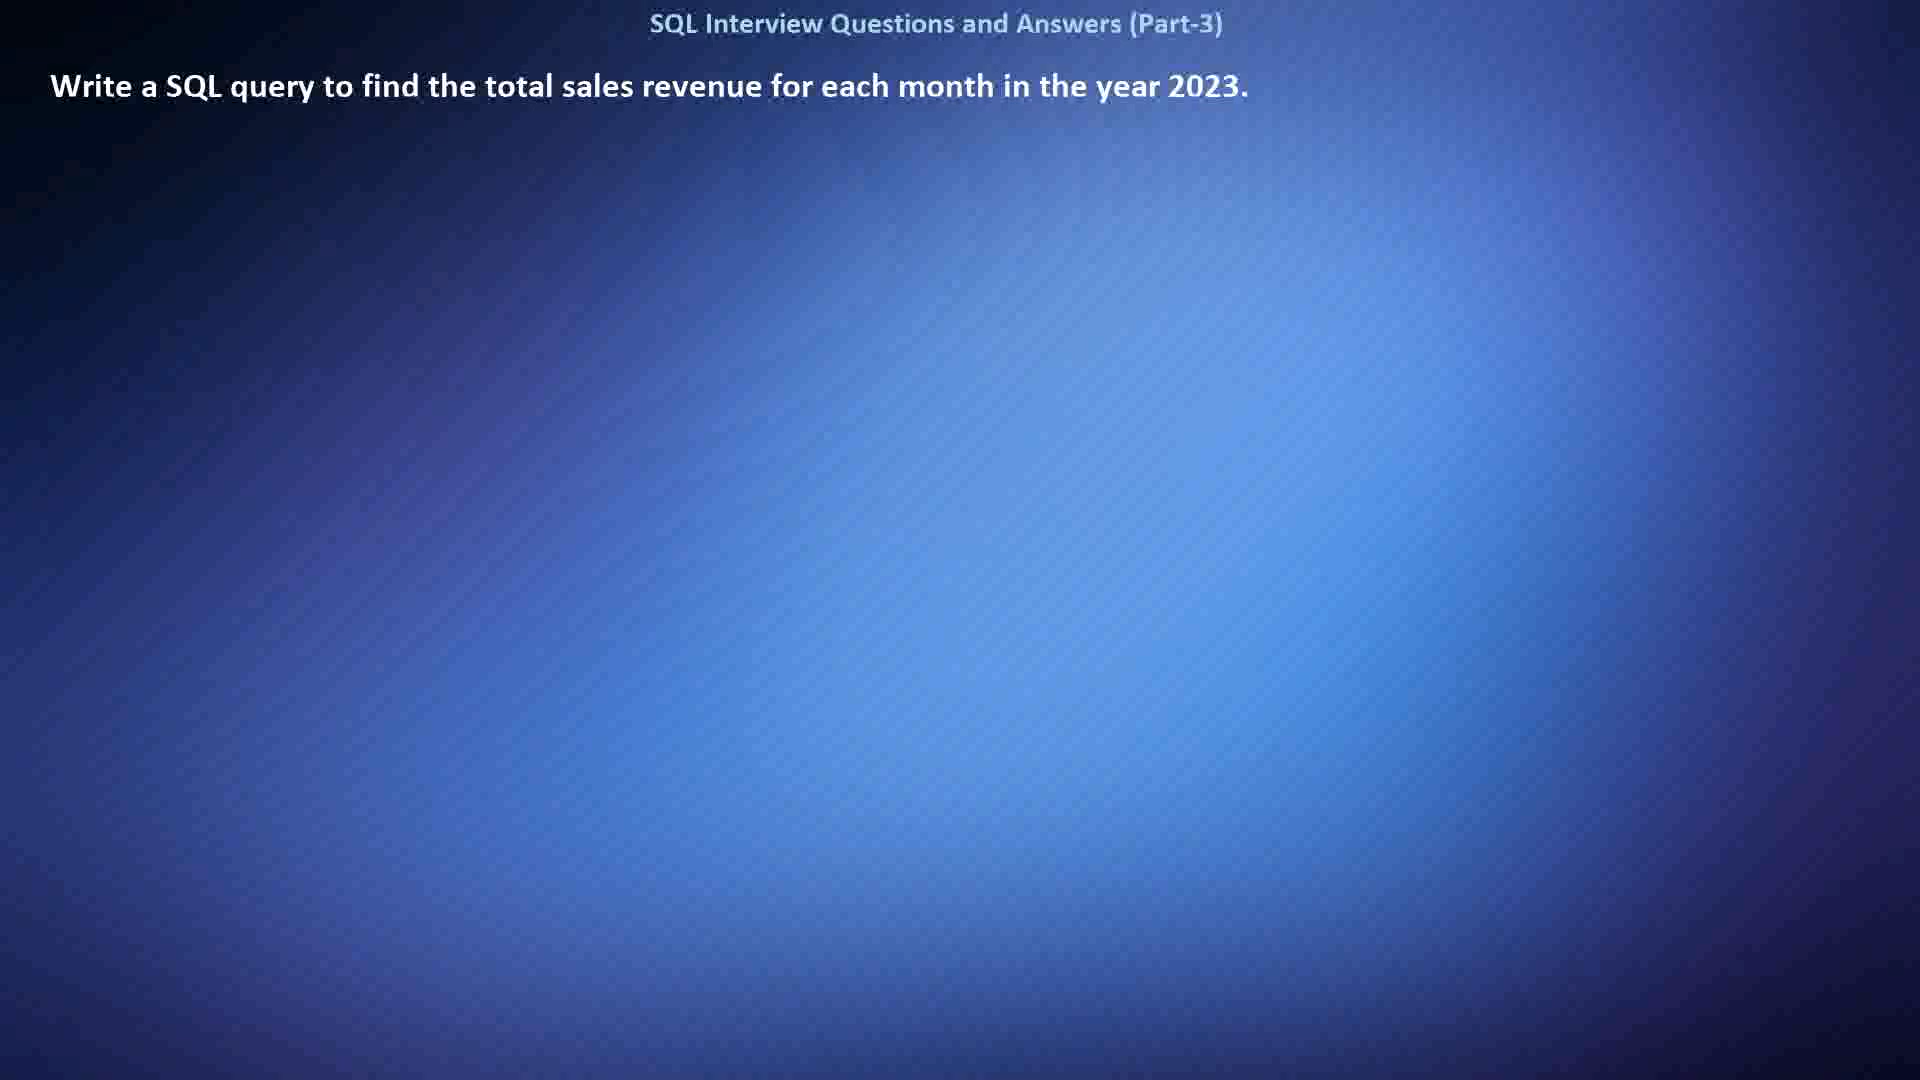 SQL Interview Questions and Answers (Part-3)
Write a SQL query to find the total sales revenue for each month in the year 2023.